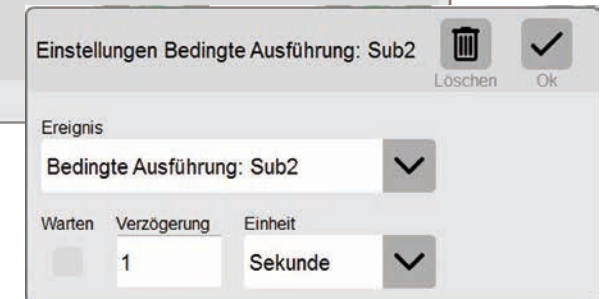 Einstellungen Bedingte Ausführung: Sub2
Löschen Ok
Ereignis
Bedingte Ausführung: Sub2
Warten Verzögerung Einheit
1 Sekunde